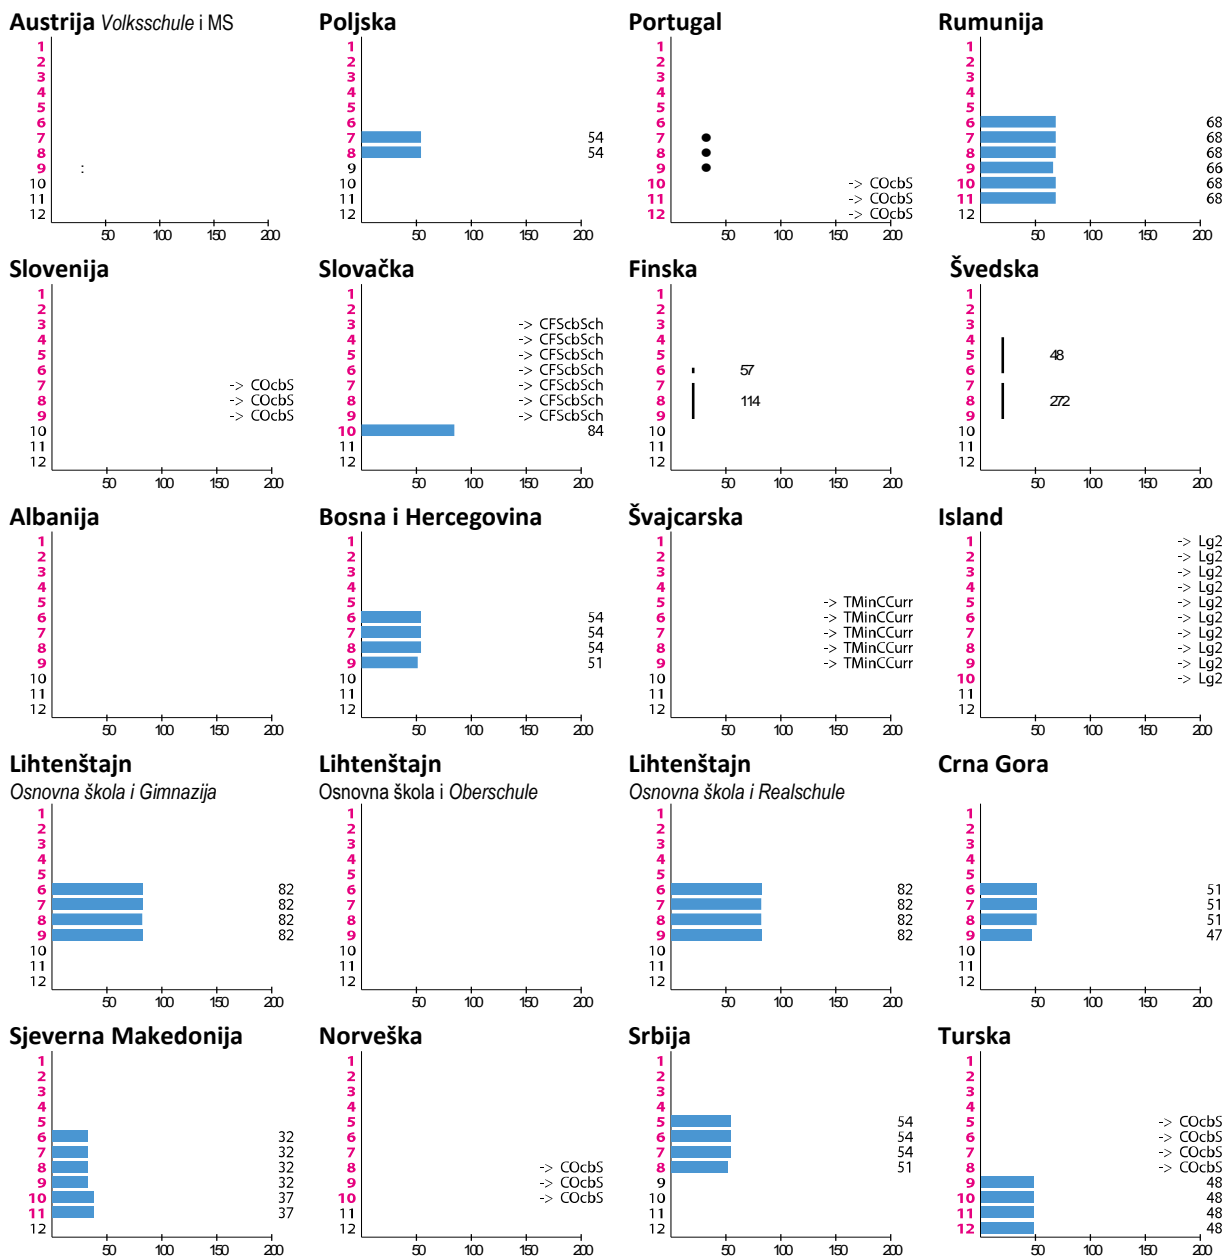 Austrija Volksschule i MS
1
2
3
4
5
6
7
8
9 :
10
11
12
50 100 150 200
Poljska
1
2
3
4
5
6
7 54
8 54
9
10
11
12
50 100 150 200
Portugal
1
2
3
4
5
6
7 ●
8 ●
9 ●
10 -> COcbS
11 -> COcbS
12 -> COcbS
50 100 150 200
Rumunija
1
2
3
4
5
6 68
7 68
8 68
9 66
10 68
11 68
12
50 100 150 200
Slovenija
1
2
3
4
5
6
7 -> COcbS
8 -> COcbS
9 -> COcbS
10
11
12
50 100 150 200
Slovačka
1
2
3 -> CFScbSch
4 -> CFScbSch
5 -> CFScbSch
6 -> CFScbSch
7 -> CFScbSch
8 -> CFScbSch
9 -> CFScbSch
10 84
11
12
50 100 150 200
Finska
1
2
3
4
5
6 57
7
8 114
9
10
11
12
50 100 150 200
Švedska
1
2
3
4
5 48
6
7
8 272
9
10
11
12
50 100 150 200
Albanija
1
2
3
4
5
6
7
8
9
10
11
12
50 100 150 200
Bosna i Hercegovina
1
2
3
4
5
6 54
7 54
8 54
9 51
10
11
12
50 100 150 200
Švajcarska
1
2
3
4
5 -> TMinCCurr
6 -> TMinCCurr
7 -> TMinCCurr
8 -> TMinCCurr
9 -> TMinCCurr
10
11
12
50 100 150 200
Island
1 -> Lg2
2 -> Lg2
3 -> Lg2
4 -> Lg2
5 -> Lg2
6 -> Lg2
7 -> Lg2
8 -> Lg2
9 -> Lg2
10 -> Lg2
11
12
50 100 150 200
Lihtenštajn
Osnovna škola i Gimnazija
1
2
3
4
5
6 82
7 82
8 82
9 82
10
11
12
50 100 150 200
Lihtenštajn
Osnovna škola i Oberschule
1
2
3
4
5
6
7
8
9
10
11
12
50 100 150 200
Lihtenštajn
Osnovna škola i Realschule
1
2
3
4
5
6 82
7 82
8 82
9 82
10
11
12
50 100 150 200
Crna Gora
1
2
3
4
5
6 51
7 51
8 51
9 47
10
11
12
50 100 150 200
Sjeverna Makedonija
1
2
3
4
5
6 32
7 32
8 32
9 32
10 37
11 37
12
50 100 150 200
Norveška
1
2
3
4
5
6
7
8 -> COcbS
9 -> COcbS
10 -> COcbS
11
12
50 100 150 200
Srbija
1
2
3
4
5 54
6 54
7 54
8 51
9
10
11
12
50 100 150 200
Turska
1
2
3
4
5 -> COcbS
6 -> COcbS
7 -> COcbS
8 -> COcbS
9 48
10 48
11 48
12 48
50 100 150 200